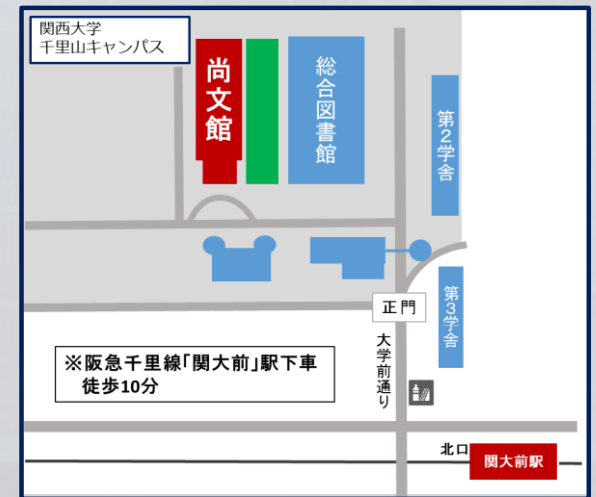 関西大学
千里山キャンパス
尚文館
総合図書館
第2学舎
正門
第3学舎
大学前通り
※阪急千里線「関大前」駅下車
徒歩10分
北口
関大前駅